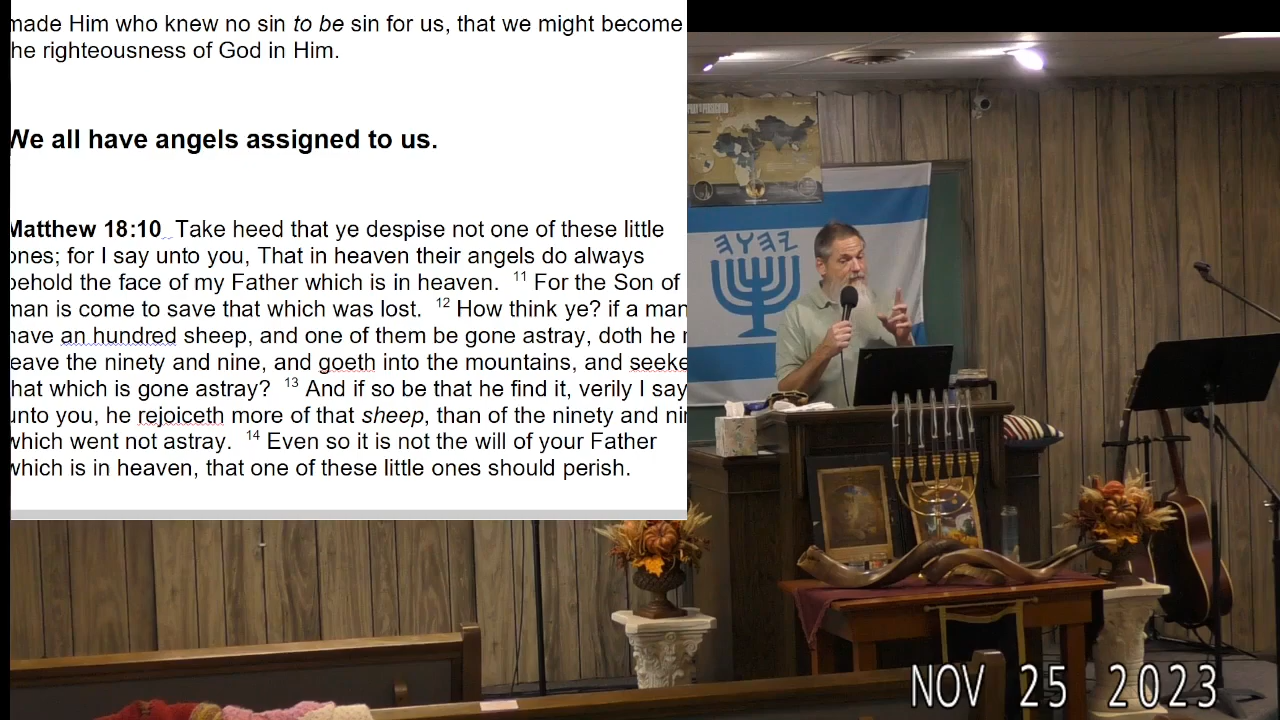 made Him who knew no sin to be sin for us, that we might become
he righteousness of God in Him.
We all have angels assigned to us.
Matthew 18:10 Take heed that ye despise not one of these little
ones; for I say unto you, That in heaven their angels do always
behold the face of my Father which is in heaven. 11 For the Son of
man is come to save that which was lost. 12 How think ye? if a man
have an hundred sheep, and one of them be gone astray, doth he
eave the ninety and nine, and goeth into the mountains, and seeke
hat which is gone astray? 13 And if so be that he find it, verily I say
unto you, he rejoiceth more of that sheep, than of the ninety and nin
which went not astray. 14 Even so it is not the will of your Father
which is in heaven, that one of these little ones should perish.
𐤉𐤄𐤅𐤄
NOV 25 2023